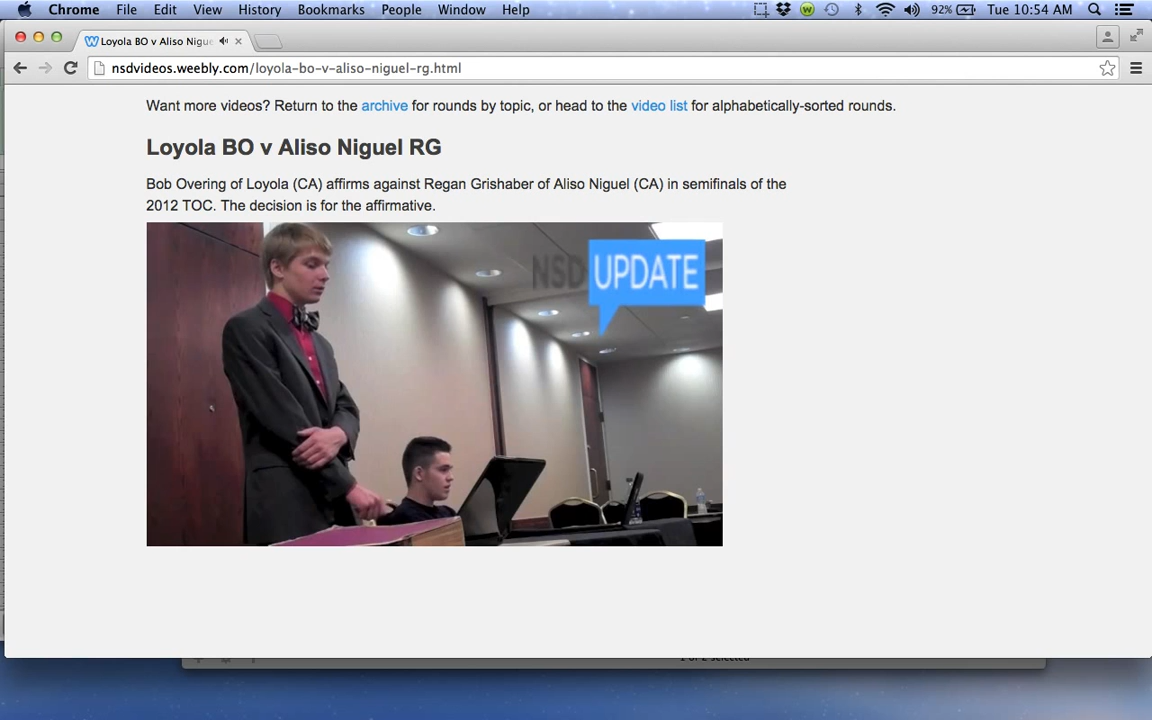 Chrome File Edit View History Bookmarks People Window Help 92% Tue 10:54 AM
Loyola BO v Aliso Nigue
nsdvideos.weebly.com/loyola-bo-v-aliso-niguel-rg.html
Want more videos? Return to the archive for rounds by topic, or head to the video list for alphabetically-sorted rounds.
Loyola BO v Aliso Niguel RG
Bob Overing of Loyola (CA) affirms against Regan Grishaber of Aliso Niguel (CA) in semifinals of the
2012 TOC. The decision is for the affirmative.
NSD UPDATE